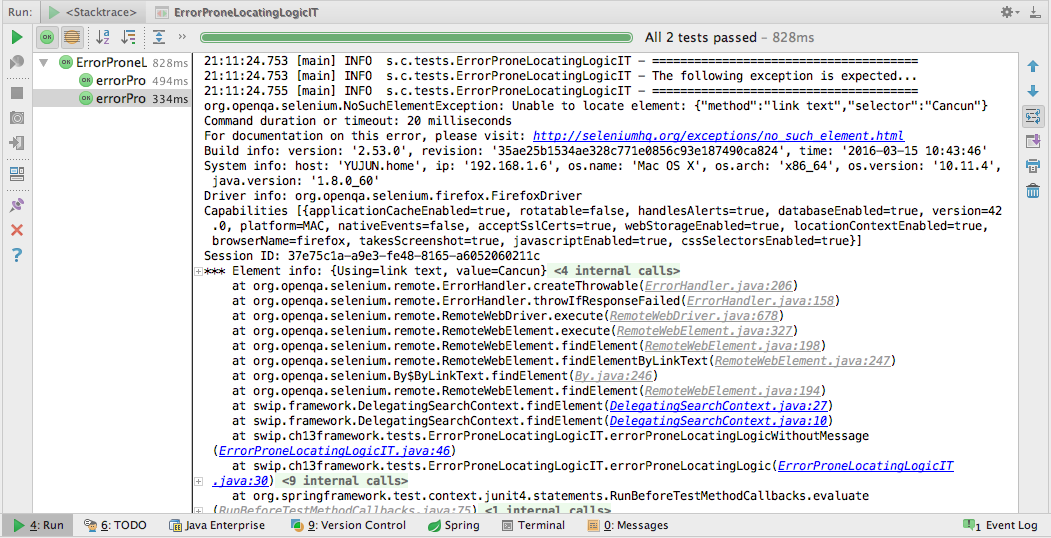 Run: <Stacktrace> ErrorProneLocatingLogicIT
All 2 tests passed – 828ms
ErrorProneL 828ms
errorPro 494ms
errorPro 334ms
21:11:24.753 [main] INFO s.c.tests.ErrorProneLocatingLogicIT - ======================================
21:11:24.753 [main] INFO s.c.tests.ErrorProneLocatingLogicIT - The following exception is expected...
21:11:24.755 [main] INFO s.c.tests.ErrorProneLocatingLogicIT - ======================================
org.openqa.selenium.NoSuchElementException: Unable to locate element: {"method":"link text","selector":"Cancun"}
Command duration or timeout: 20 milliseconds
For documentation on this error, please visit: http://seleniumhq.org/exceptions/no_such_element.html
Build info: version: '2.53.0', revision: '35ae25b1534ae328c771e0856c93e187490ca824', time: '2016-03-15 10:43:46'
System info: host: 'YUJUN.home', ip: '192.168.1.6', os.name: 'Mac OS X', os.arch: 'x86_64', os.version: '10.11.4',
java.version: '1.8.0_60'
Driver info: org.openqa.selenium.firefox.FirefoxDriver
Capabilities [{applicationCacheEnabled=true, rotatable=false, handlesAlerts=true, databaseEnabled=true, version=42
.0, platform=MAC, nativeEvents=false, acceptSslCerts=true, webStorageEnabled=true, locationContextEnabled=true,
browserName=firefox, takesScreenshot=true, javascriptEnabled=true, cssSelectorsEnabled=true}]
Session ID: 37e75c1a-a9e3-fe48-8165-a6052060211c
*** Element info: {Using=link text, value=Cancun} <4 internal calls>
at org.openqa.selenium.remote.ErrorHandler.createThrowable(ErrorHandler.java:206)
at org.openqa.selenium.remote.ErrorHandler.throwIfResponseFailed(ErrorHandler.java:158)
at org.openqa.selenium.remote.RemoteWebDriver.execute(RemoteWebDriver.java:678)
at org.openqa.selenium.remote.RemoteWebElement.execute(RemoteWebElement.java:327)
at org.openqa.selenium.remote.RemoteWebElement.findElement(RemoteWebElement.java:198)
at org.openqa.selenium.remote.RemoteWebElement.findElementByLinkText(RemoteWebElement.java:247)
at org.openqa.selenium.By$ByLinkText.findElement(By.java:246)
at org.openqa.selenium.remote.RemoteWebElement.findElement(RemoteWebElement.java:194)
at swip.framework.DelegatingSearchContext.findElement(DelegatingSearchContext.java:27)
at swip.framework.DelegatingSearchContext.findElement(DelegatingSearchContext.java:10)
at swip.ch13framework.tests.ErrorProneLocatingLogicIT.errorProneLocatingLogicWithoutMessage
(ErrorProneLocatingLogicIT.java:46)
at swip.ch13framework.tests.ErrorProneLocatingLogicIT.errorProneLocatingLogic(ErrorProneLocatingLogicIT
.java:30) <9 internal calls>
at org.springframework.test.context.junit4.statements.RunBeforeTestMethodCallbacks.evaluate
(RunBeforeTestMethodCallbacks.java:75) <1 internal calls>
4: Run 6: TODO Java Enterprise 9: Version Control Spring Terminal 0: Messages 1 Event Log